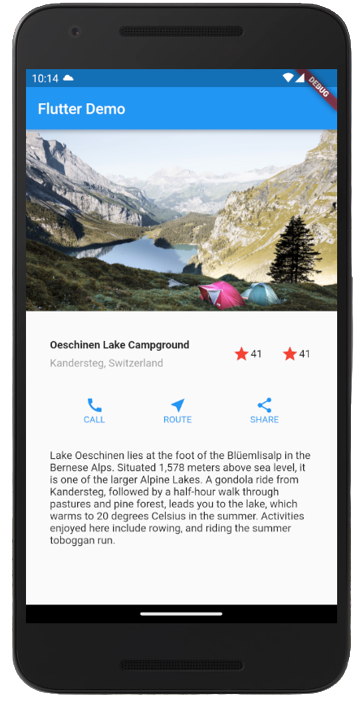 10:14
DEBUG
Flutter Demo
Oeschinen Lake Campground
41 41
Kandersteg, Switzerland
CALL ROUTE SHARE
Lake Oeschinen lies at the foot of the Blüemlisalp in the
Bernese Alps. Situated 1,578 meters above sea level, it
is one of the larger Alpine Lakes. A gondola ride from
Kandersteg, followed by a half-hour walk through
pastures and pine forest, leads you to the lake, which
warms to 20 degrees Celsius in the summer. Activities
enjoyed here include rowing, and riding the summer
toboggan run.